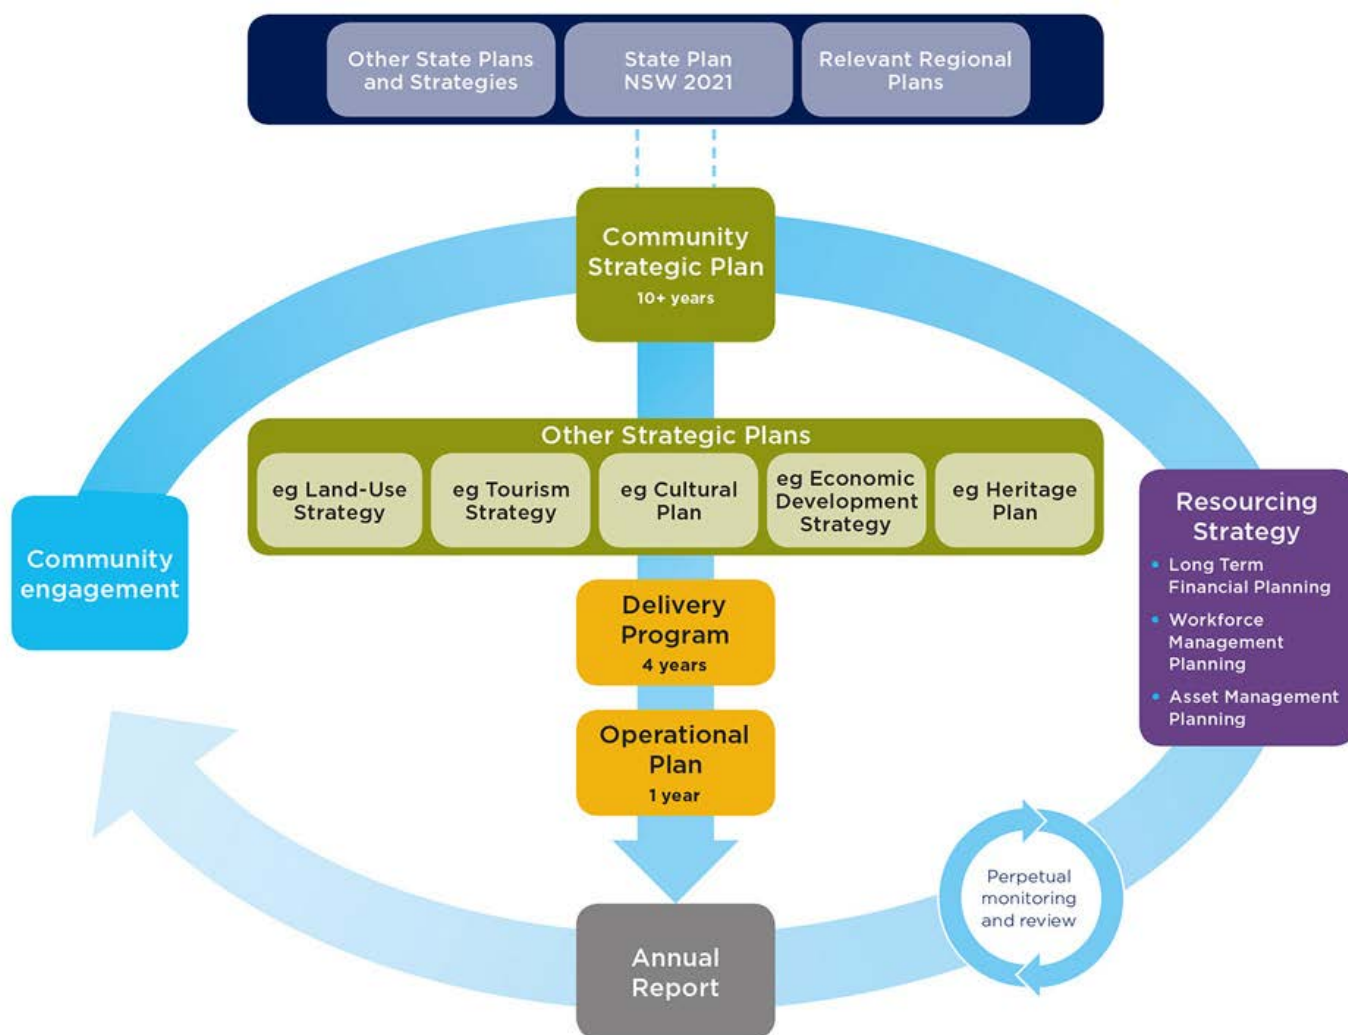 Other State Plans
and Strategies
State Plan
NSW 2021
Relevant Regional
Plans
Community
Strategic Plan
10+ years
Other Strategic Plans
eg Land-Use
Strategy
eg Tourism
Strategy
eg Cultural
Plan
eg Economic
Development
Strategy
eg Heritage
Plan
Community
engagement
Resourcing
Strategy
• Long Term
Financial Planning
• Workforce
Management
Planning
• Asset Management
Planning
Delivery
Program
4 years
Operational
Plan
1 year
Perpetual
monitoring
and review
Annual
Report